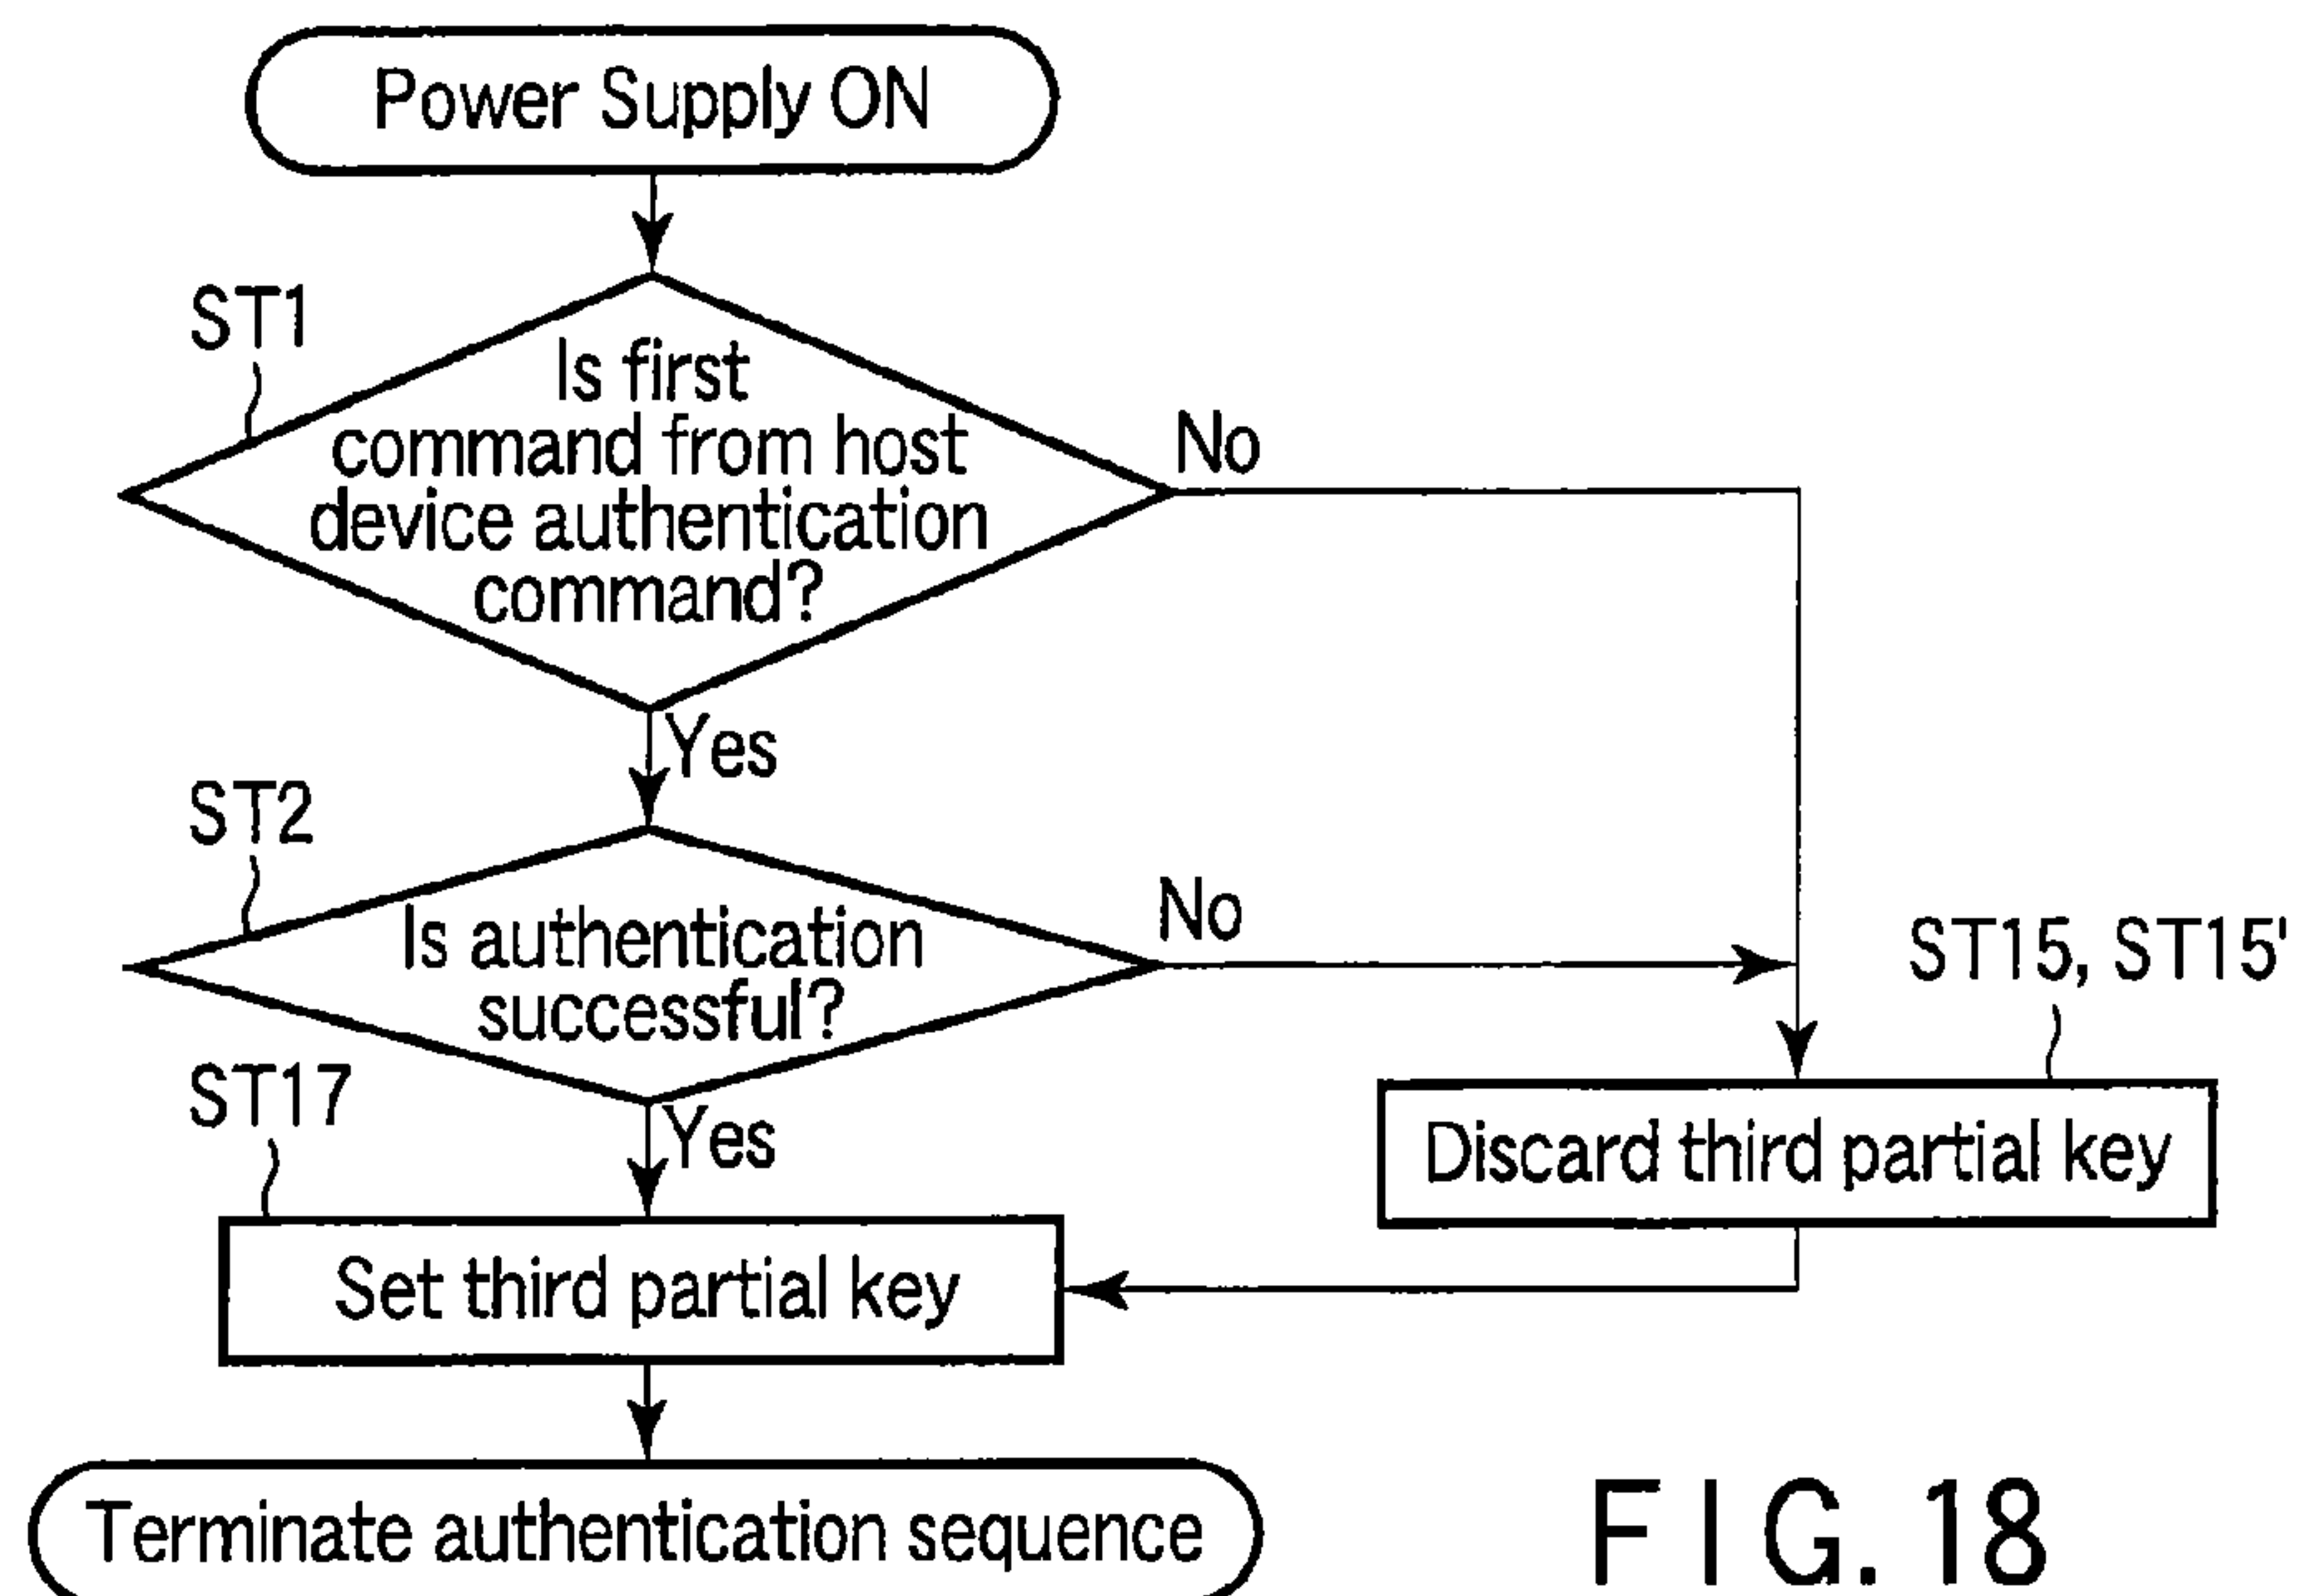 Power Supply ON
ST1
Is first
command from host
device authentication
command?
No
Yes
ST2
Is authentication
successful?
No
ST15, ST15'
ST17
Yes
Discard third partial key
Set third partial key
Terminate authentication sequence
FIG. 18